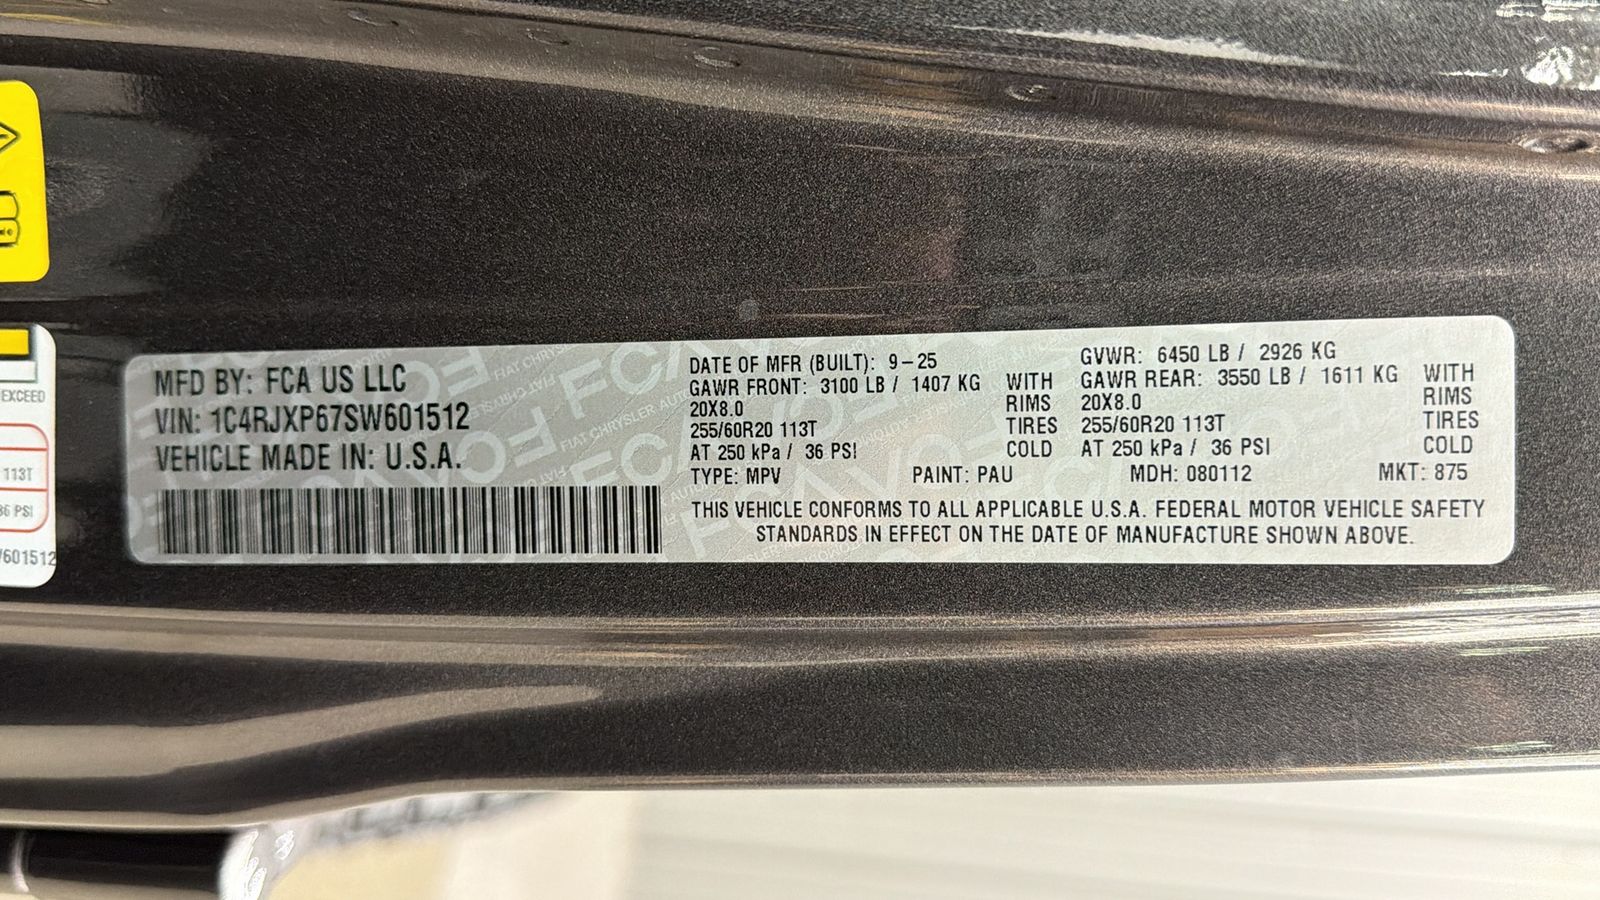 EXCEED
113T
36 PSI
W601512
MFD BY: FCA US LLC
VIN: 1C4RJXP67SW601512
VEHICLE MADE IN: U.S.A.
DATE OF MFR (BUILT): 9-25
GAWR FRONT: 3100 LB / 1407 KG WITH
20X8.0 RIMS
255/60R20 113T TIRES
AT 250 kPa / 36 PSI COLD
GVWR: 6450 LB / 2926 KG
GAWR REAR: 3550 LB / 1611 KG WITH
20X8.0 RIMS
255/60R20 113T TIRES
AT 250 kPa / 36 PSI COLD
TYPE: MPV PAINT: PAU MDH: 080112 MKT: 875
THIS VEHICLE CONFORMS TO ALL APPLICABLE U.S.A. FEDERAL MOTOR VEHICLE SAFETY
STANDARDS IN EFFECT ON THE DATE OF MANUFACTURE SHOWN ABOVE.